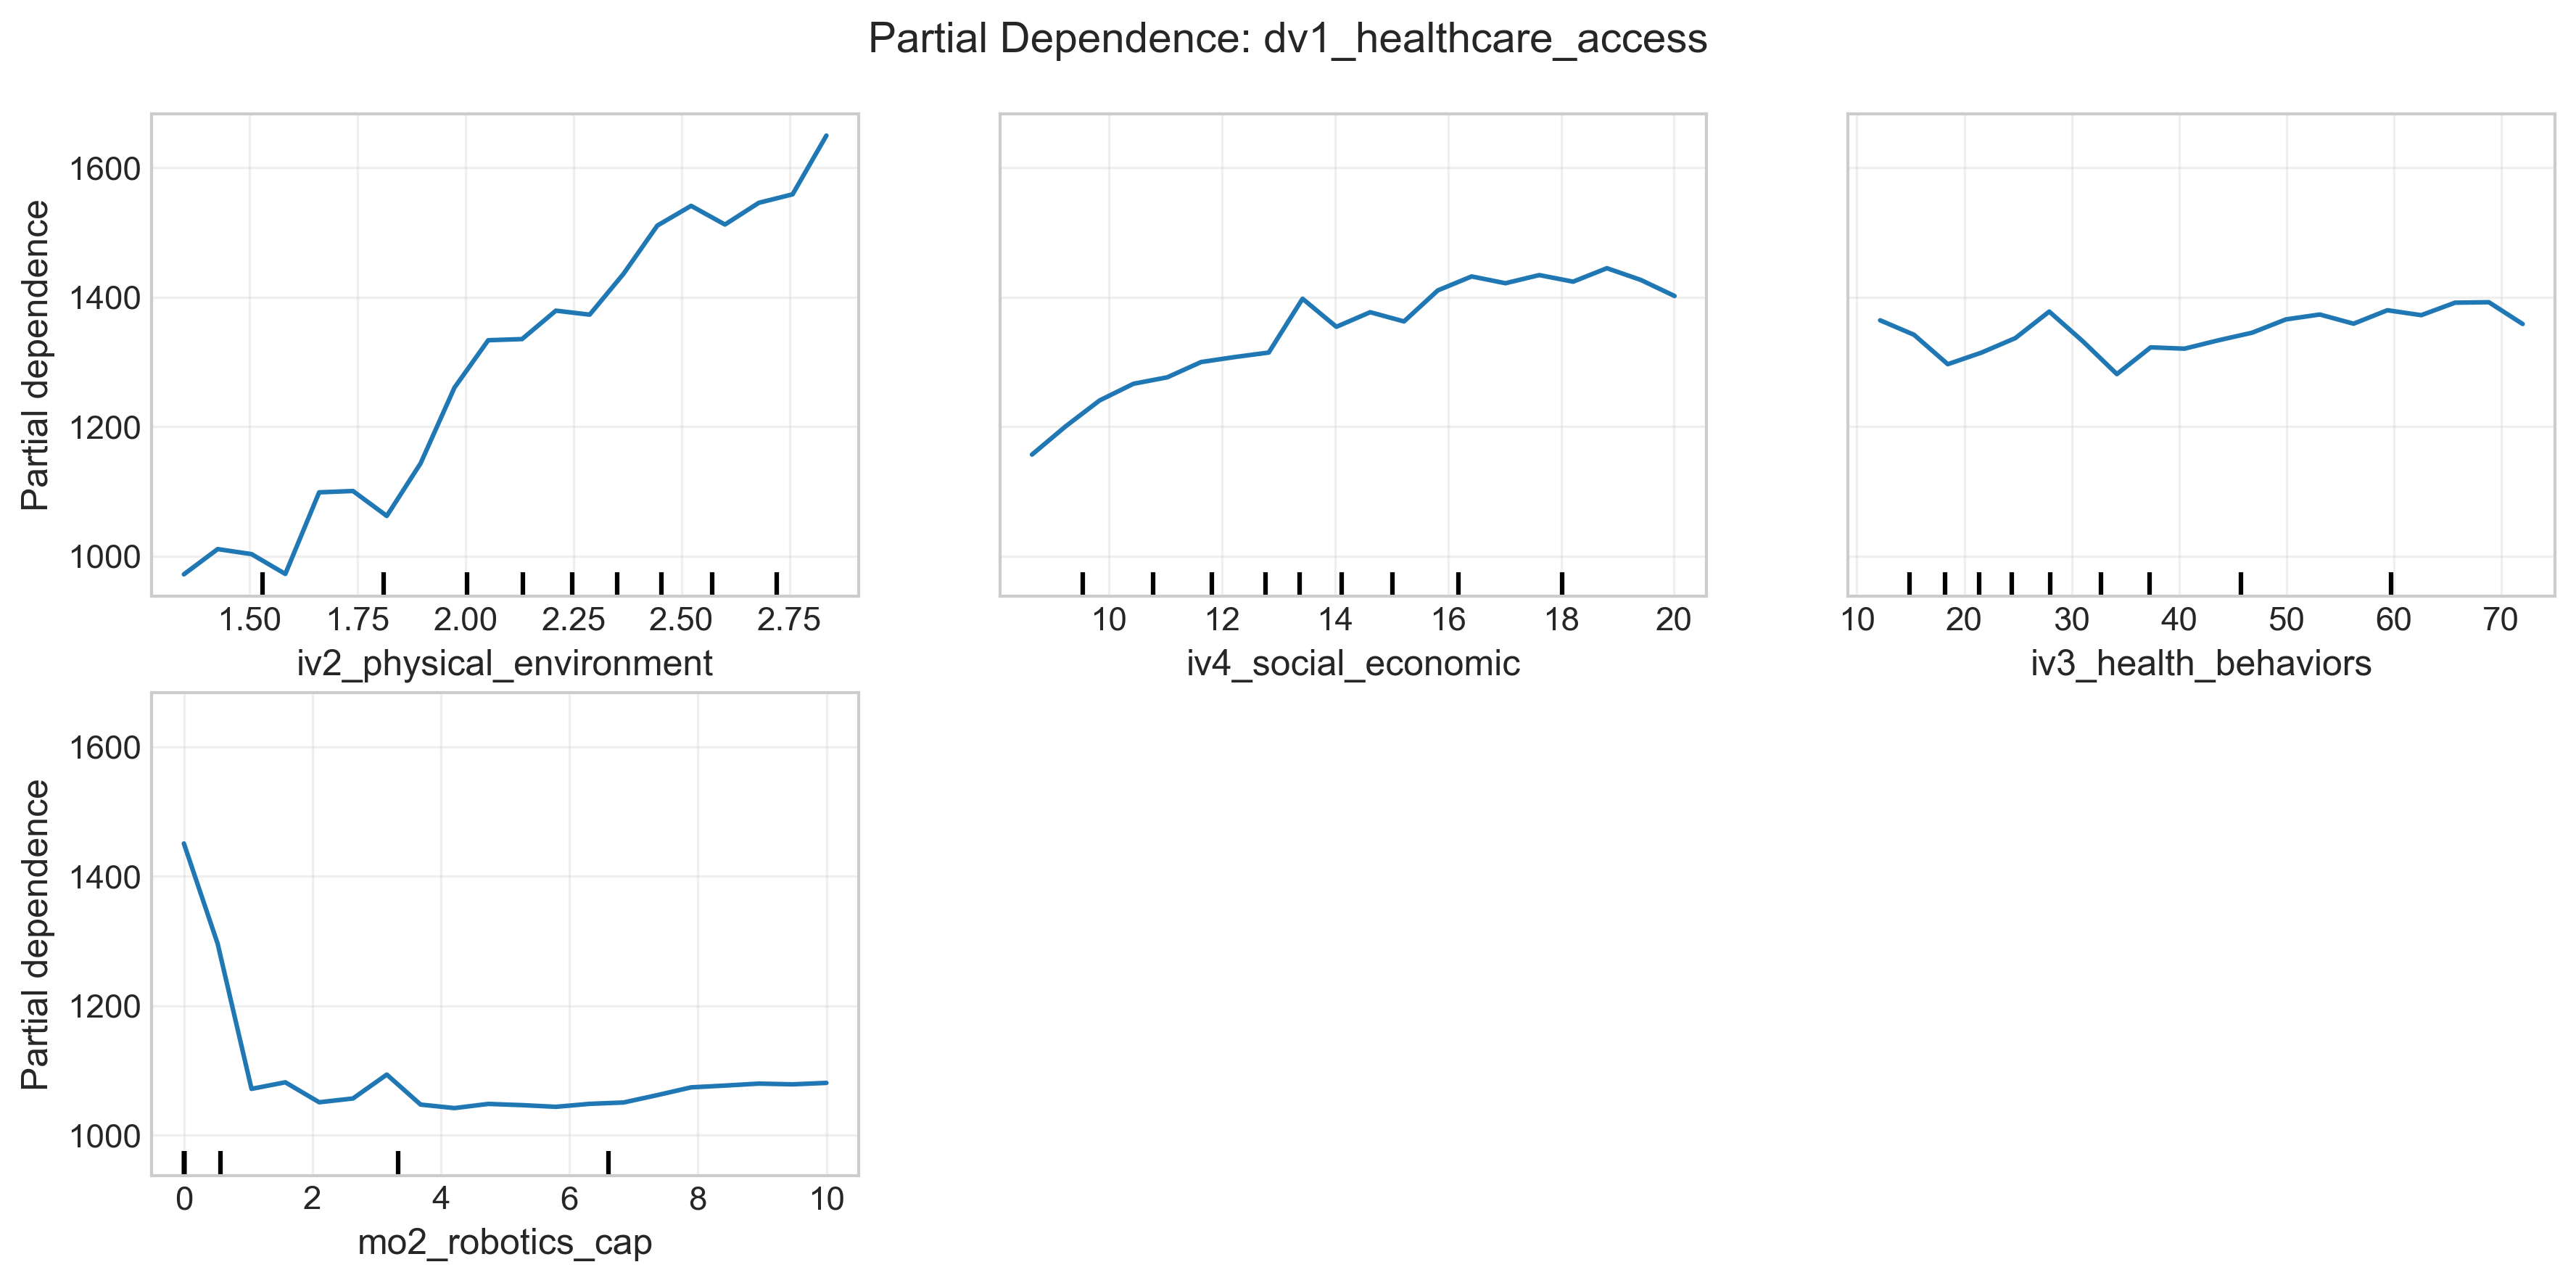 Partial Dependence: dv1_healthcare_access
Partial dependence
1600
1400
1200
1000
1.50 1.75 2.00 2.25 2.50 2.75
iv2_physical_environment
10 12 14 16 18 20
iv4_social_economic
10 20 30 40 50 60 70
iv3_health_behaviors
Partial dependence
1600
1400
1200
1000
0 2 4 6 8 10
mo2_robotics_cap